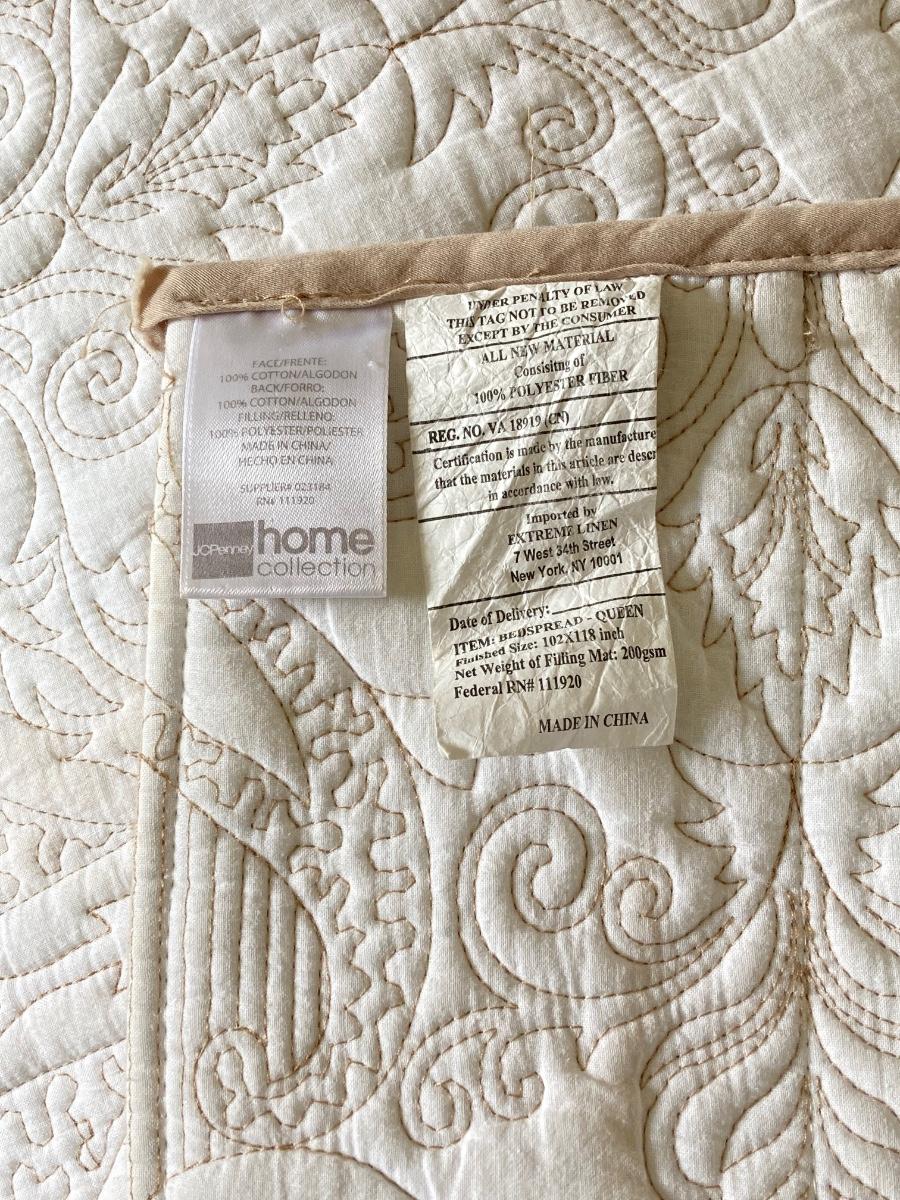 FACE/FRENTE:
100% COTTON/ALGODON
BACK/FORRO:
100% COTTON/ALGODON
FILLING/RELLENO:
100% POLYESTER/POLIESTER
MADE IN CHINA/
HECHO EN CHINA
SUPPLIER# 023184
RN# 111920
JCPenney home
collection
UNDER PENALTY OF LAW
THIS TAG NOT TO BE REMOVED
EXCEPT BY THE CONSUMER
ALL NEW MATERIAL
Consisitng of
100% POLYESTER FIBER
REG. NO. VA 18919 (CN)
Certification is made by the manufacture
that the materials in this article are descr
in accordance with law.
Imported by
EXTREME LINEN
7 West 34th Street
New York, NY 10001
Date of Delivery:
ITEM: BEDSPREAD - QUEEN
Finished Size: 102X118 inch
Net Weight of Filling Mat: 200gsm
Federal RN# 111920
MADE IN CHINA